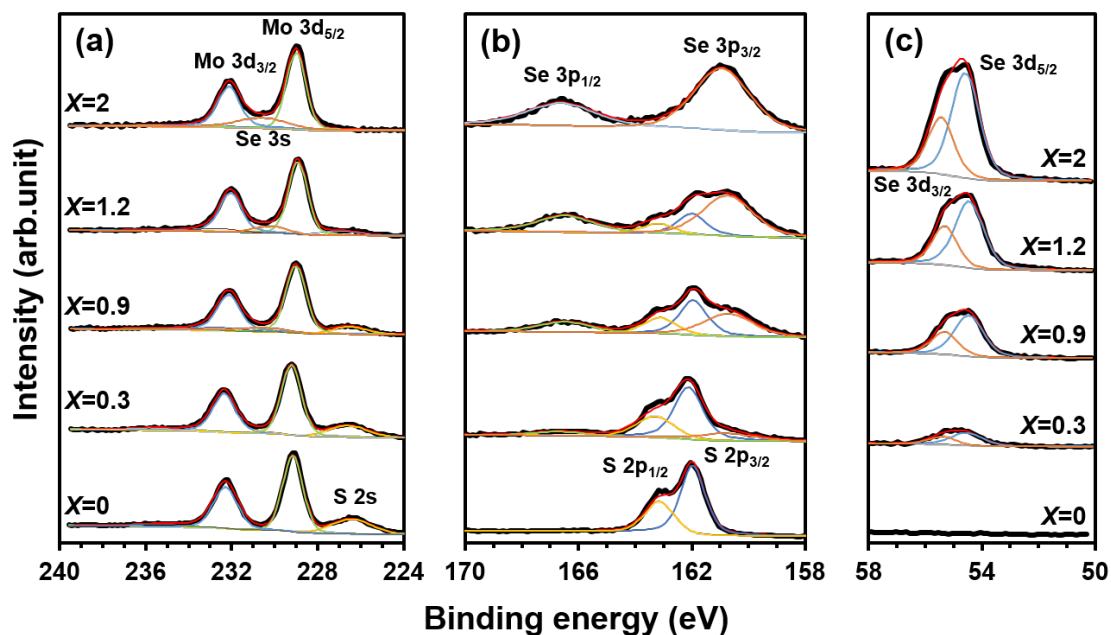 Intensity (arb.unit)
(a)
Mo 3d5/2
Mo 3d3/2
X=2
Se 3s
X=1.2
X=0.9
X=0.3
S 2s
X=0
240 236 232 228 224
(b)
Se 3p3/2
Se 3p1/2
S 2p1/2
S 2p3/2
170 166 162 158
(c)
Se 3d5/2
X=2
Se 3d3/2
X=1.2
X=0.9
X=0.3
X=0
58 54 50
Binding energy (eV)